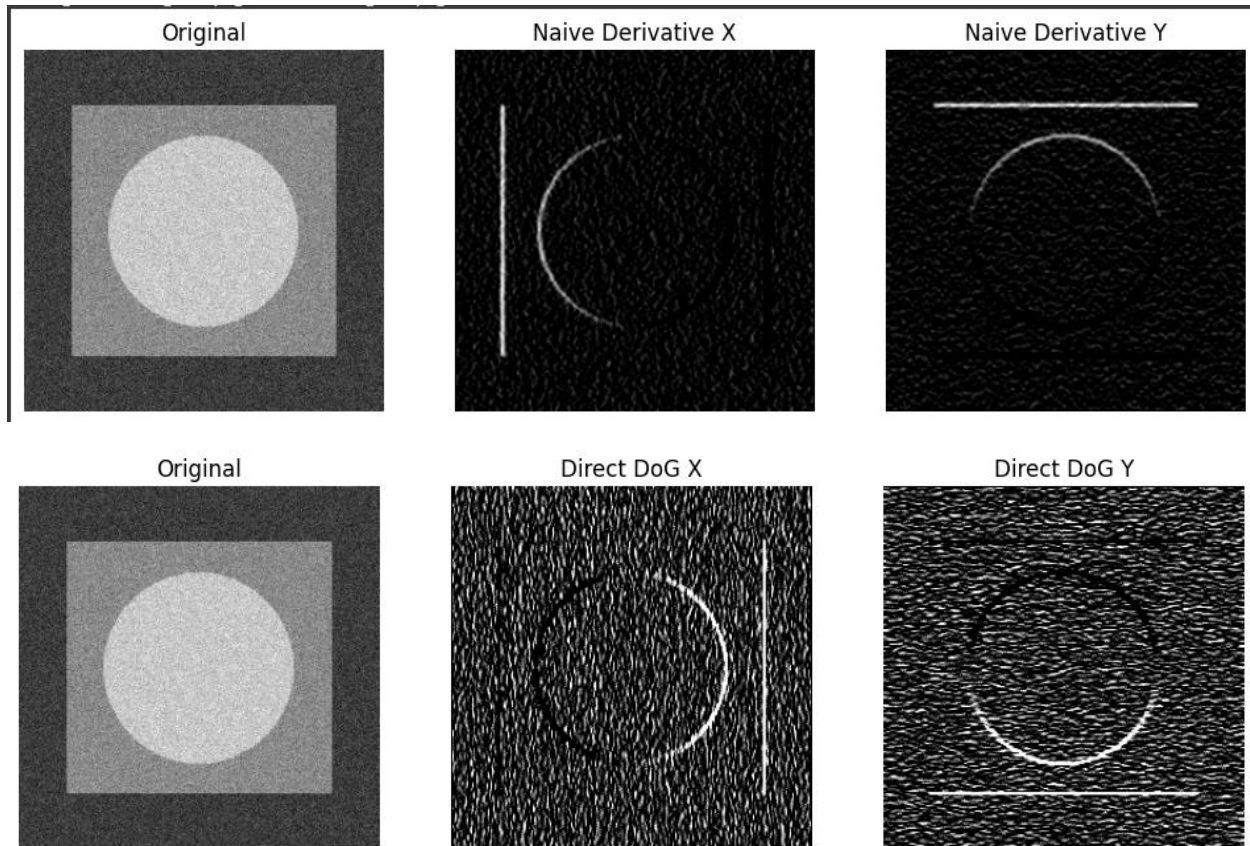 Original
Naive Derivative X
Naive Derivative Y
Original
Direct DoG X
Direct DoG Y